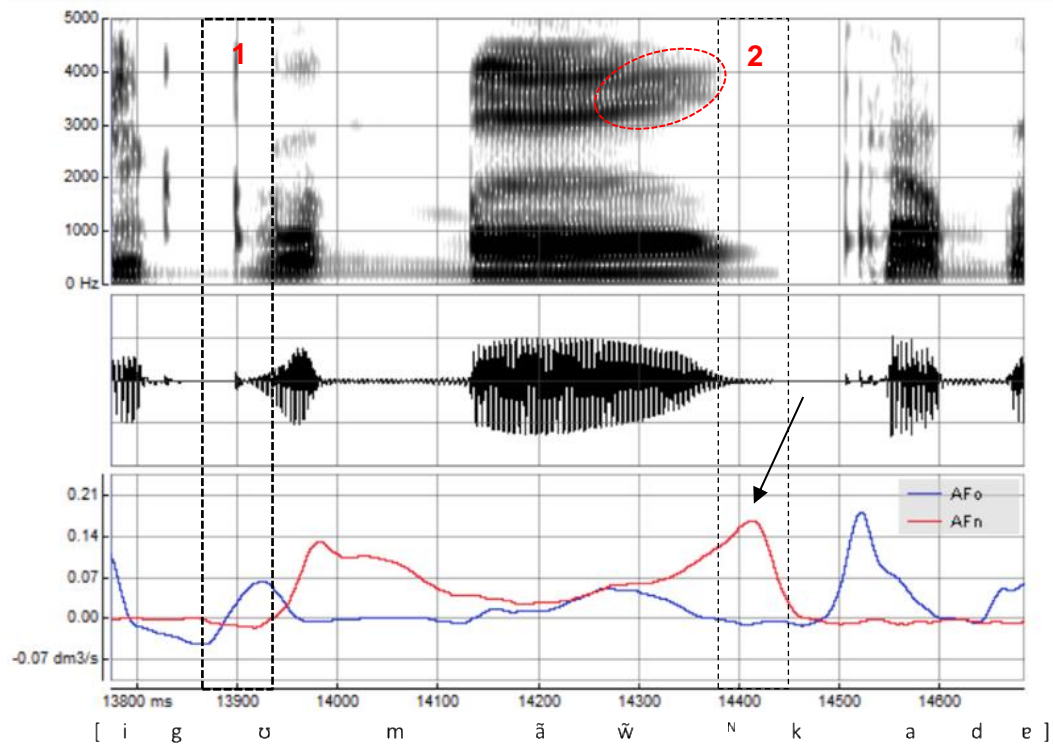 5000
1 2
4000
3000
2000
1000
0 Hz
0.21
AFo
0.14
AFn
0.07
0.00
-0.07 dm3/s
13800 ms 13900 14000 14100 14200 14300 14400 14500 14600
[ i g ʊ m ã w̃ ᶰ k a d ɐ ]